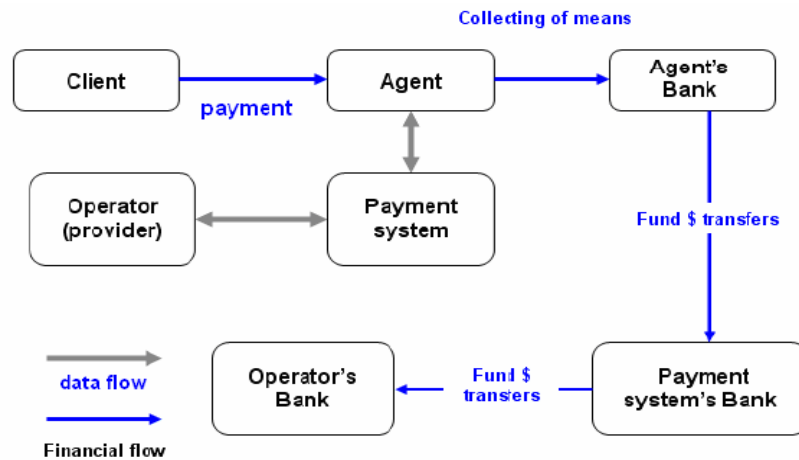 Collecting of means
Client
payment
Agent
Agent's
Bank
Operator
(provider)
Payment
system
Fund $ transfers
data flow
Financial flow
Operator's
Bank
Fund $
transfers
Payment
system's Bank